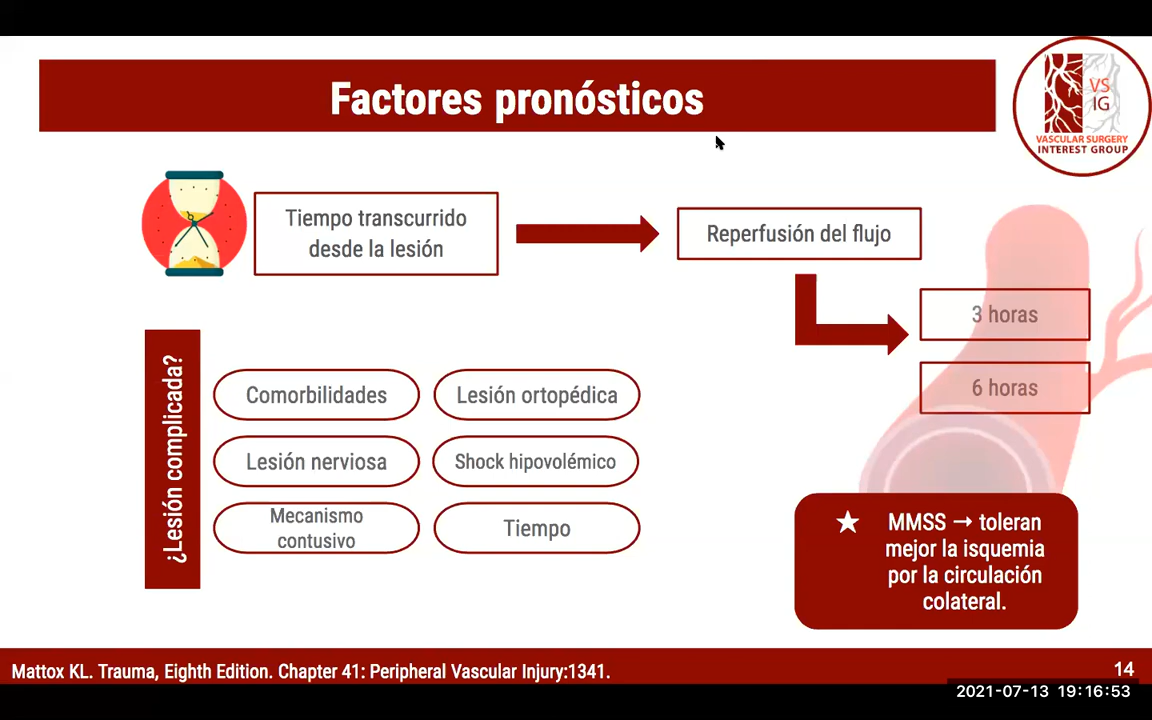 Factores pronósticos
VS
IG
VASCULAR SURGERY
INTEREST GROUP
Tiempo transcurrido
desde la lesión
Reperfusión del flujo
3 horas
6 horas
¿Lesión complicada?
Comorbilidades
Lesión ortopédica
Lesión nerviosa
Shock hipovolémico
Mecanismo
contusivo
Tiempo
★ MMSS → toleran
mejor la isquemia
por la circulación
colateral.
Mattox KL. Trauma, Eighth Edition. Chapter 41: Peripheral Vascular Injury:1341.
14
2021-07-13 19:16:53